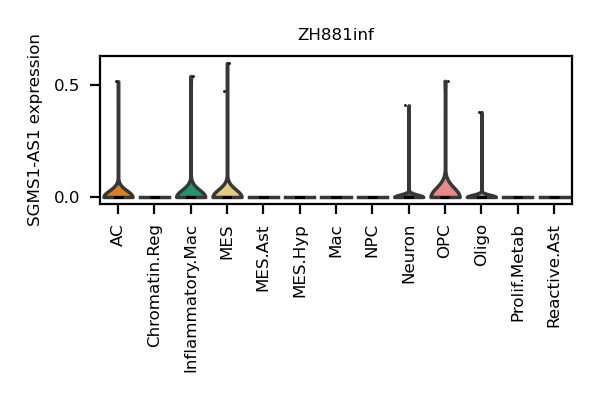 ZH881inf
SGMS1-AS1 expression
0.5
0.0
AC
Chromatin.Reg
Inflammatory.Mac
MES
MES.Ast
MES.Hyp
Mac
NPC
Neuron
OPC
Oligo
Prolif.Metab
Reactive.Ast